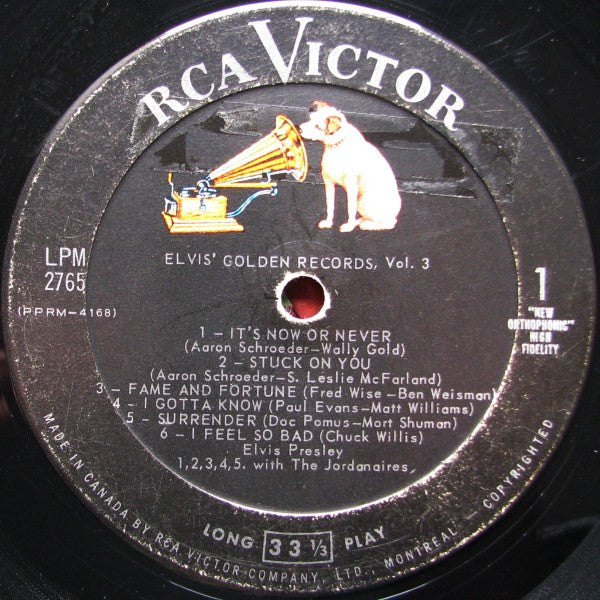 RCA VICTOR
LPM
2765
(PPRM-4168)
ELVIS' GOLDEN RECORDS, Vol. 3
1
"NEW
ORTHOPHONIC"
HIGH
FIDELITY
1 – IT'S NOW OR NEVER
(Aaron Schroeder–Wally Gold)
2 – STUCK ON YOU
(Aaron Schroeder–S. Leslie McFarland)
3 – FAME AND FORTUNE (Fred Wise – Ben Weisman)
4 – I GOTTA KNOW (Paul Evans–Matt Williams)
5 – SURRENDER (Doc Pomus–Mort Shuman)
6 – I FEEL SO BAD (Chuck Willis)
Elvis Presley
1,2,3,4,5. with The Jordanaires
LONG 33 1/3 PLAY
MADE IN CANADA BY RCA VICTOR COMPANY, LTD., MONTREAL – COPYRIGHTED